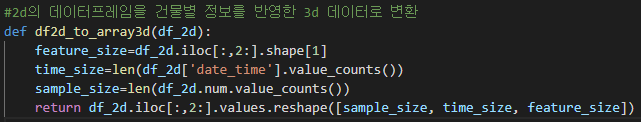 #2d의 데이터프레임을 건물별 정보를 반영한 3d 데이터로 변환
def df2d_to_array3d(df_2d):
    feature_size=df_2d.iloc[:,2:].shape[1]
    time_size=len(df_2d['date_time'].value_counts())
    sample_size=len(df_2d.num.value_counts())
    return df_2d.iloc[:,2:].values.reshape([sample_size, time_size, feature_size])